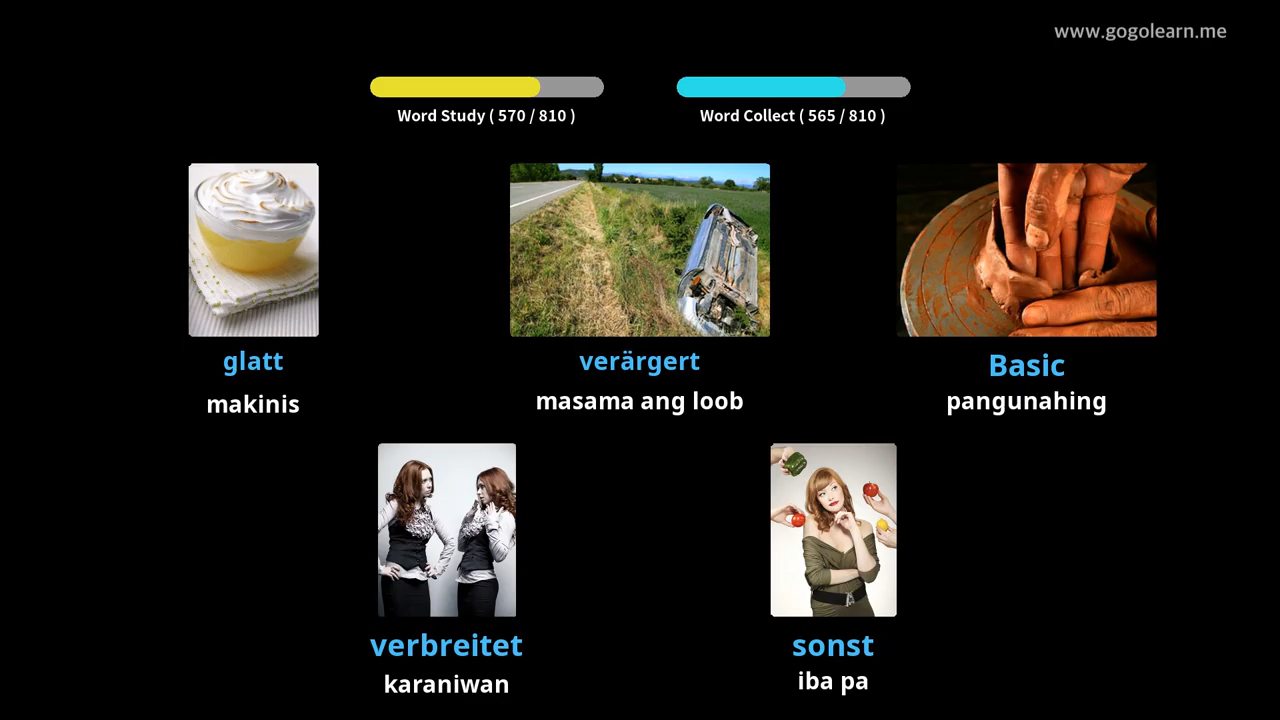 www.gogolearn.me
Word Study ( 570 / 810 )
Word Collect ( 565 / 810 )
glatt
makinis
verärgert
masama ang loob
Basic
pangunahing
verbreitet
karaniwan
sonst
iba pa